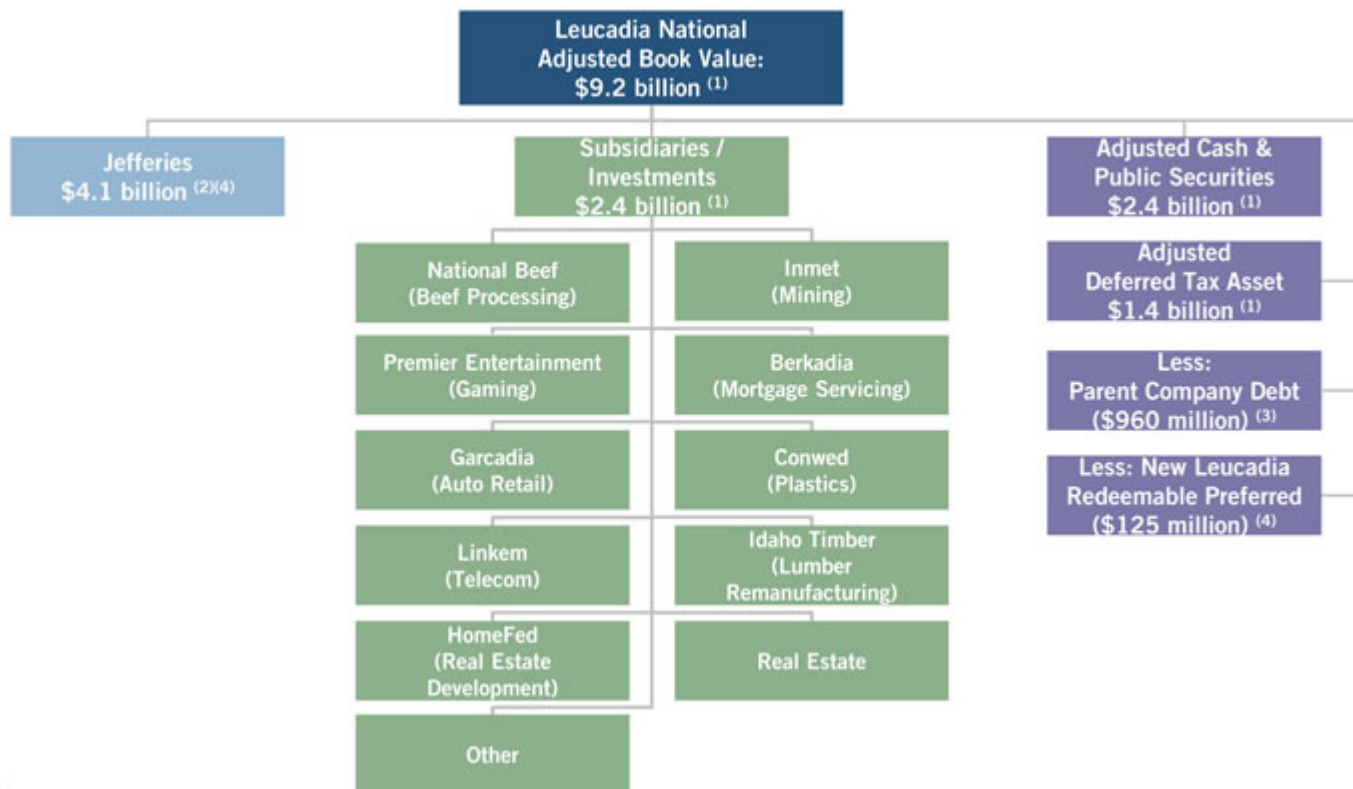 Leucadia National
Adjusted Book Value:
$9.2 billion (1)
Jefferies
$4.1 billion (2)(4)
Subsidiaries /
Investments
$2.4 billion (1)
Adjusted Cash &
Public Securities
$2.4 billion (1)
National Beef
(Beef Processing)
Inmet
(Mining)
Adjusted
Deferred Tax Asset
$1.4 billion (1)
Premier Entertainment
(Gaming)
Berkadia
(Mortgage Servicing)
Less:
Parent Company Debt
($960 million) (3)
Garcadia
(Auto Retail)
Conwed
(Plastics)
Less: New Leucadia
Redeemable Preferred
($125 million) (4)
Linkem
(Telecom)
Idaho Timber
(Lumber
Remanufacturing)
HomeFed
(Real Estate
Development)
Real Estate
Other